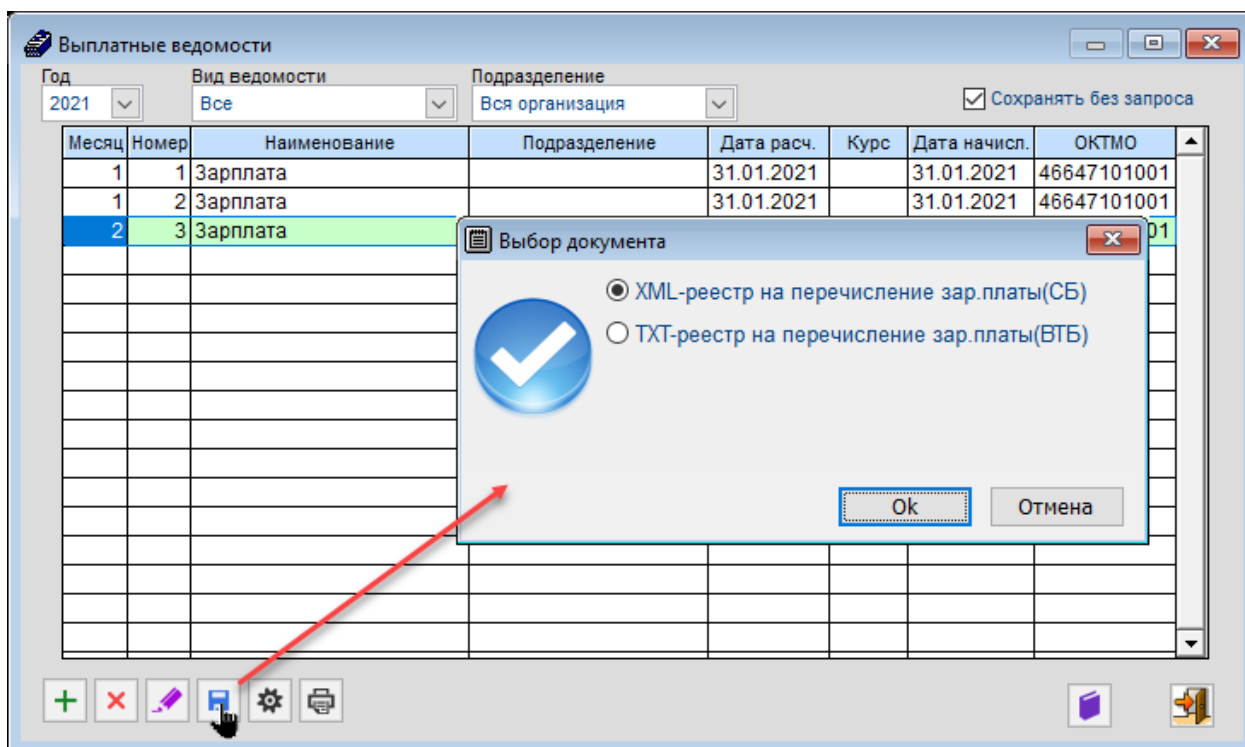 Выплатные ведомости
Год Вид ведомости Подразделение
2021 Все Вся организация Сохранять без запроса
Месяц Номер Наименование Подразделение Дата расч. Курс Дата начисл. ОКТМО
1 1 Зарплата 31.01.2021 31.01.2021 46647101001
1 2 Зарплата 31.01.2021 31.01.2021 46647101001
2 3 Зарплата 01
Выбор документа
XML-реестр на перечисление зар.платы(СБ)
TXT-реестр на перечисление зар.платы(ВТБ)
Ok Отмена